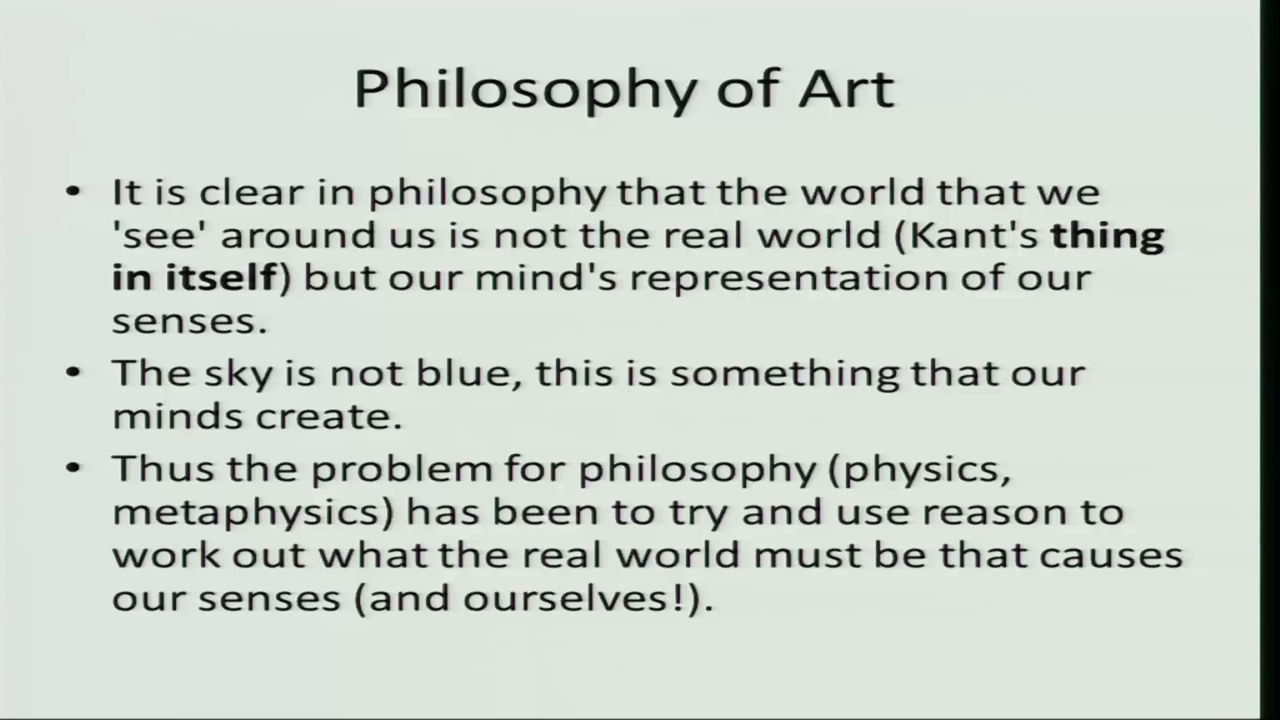 Philosophy of Art
• It is clear in philosophy that the world that we
'see' around us is not the real world (Kant's thing
in itself) but our mind's representation of our
senses.
• The sky is not blue, this is something that our
minds create.
• Thus the problem for philosophy (physics,
metaphysics) has been to try and use reason to
work out what the real world must be that causes
our senses (and ourselves!).